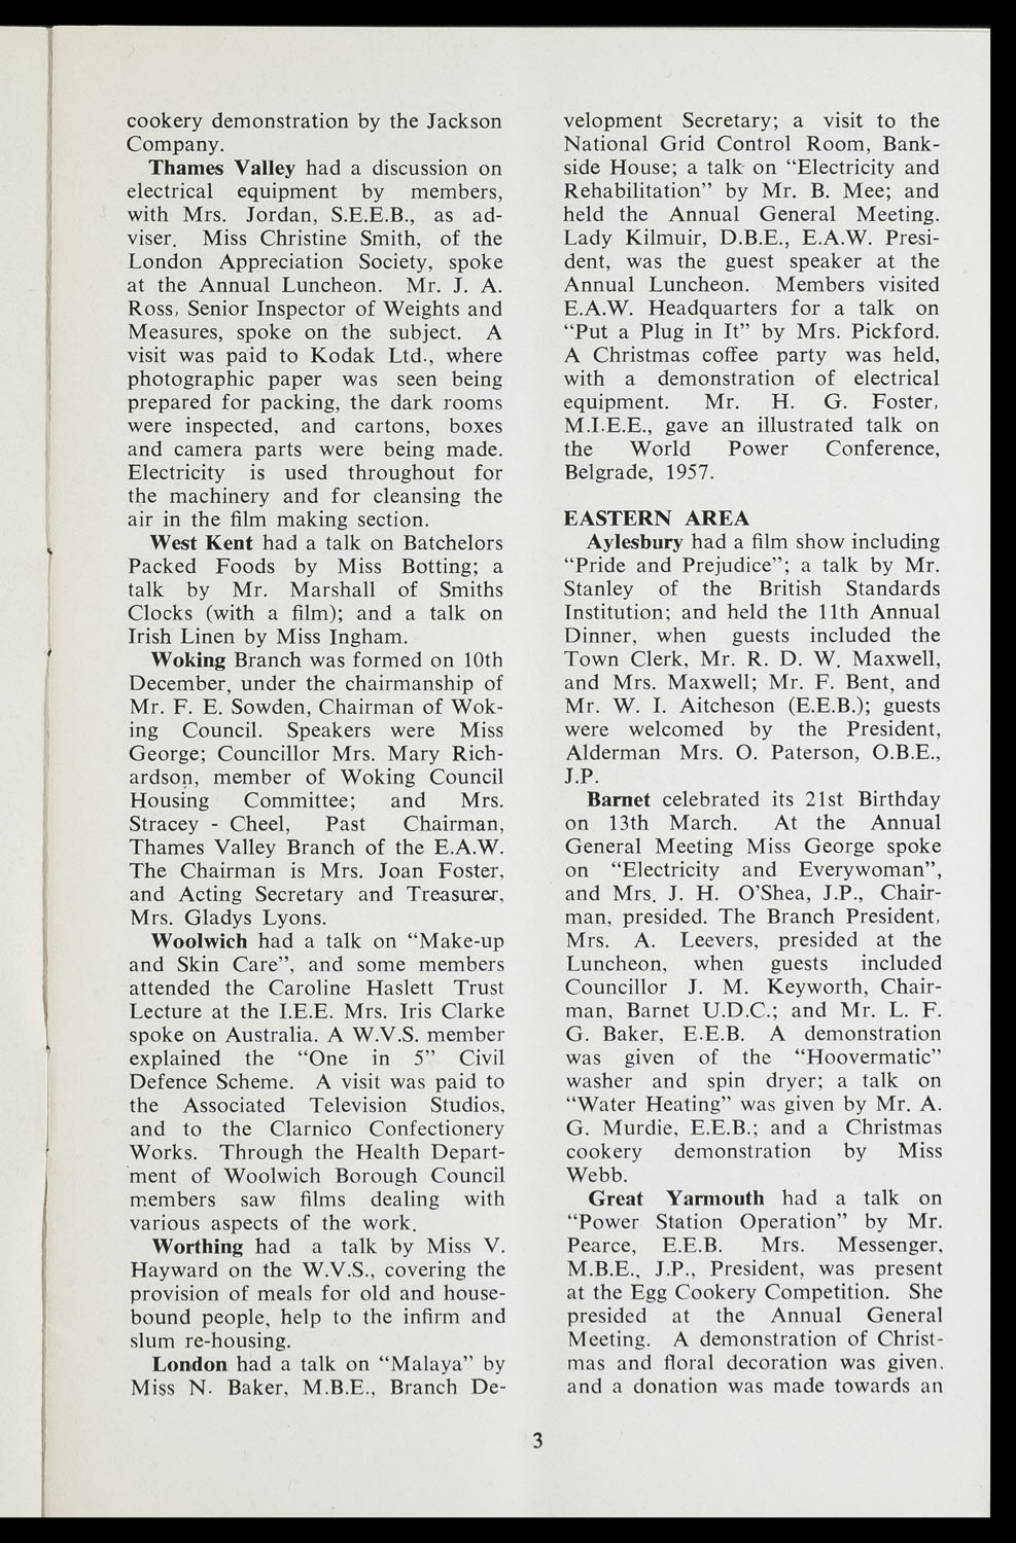 cookery demonstration by the Jackson
Company.
Thames Valley had a discussion on
electrical equipment by members,
with Mrs. Jordan, S.E.E.B., as ad-
viser. Miss Christine Smith, of the
London Appreciation Society, spoke
at the Annual Luncheon. Mr. J. A.
Ross, Senior Inspector of Weights and
Measures, spoke on the subject. A
visit was paid to Kodak Ltd., where
photographic paper was seen being
prepared for packing, the dark rooms
were inspected, and cartons, boxes
and camera parts were being made.
Electricity is used throughout for
the machinery and for cleansing the
air in the film making section.
West Kent had a talk on Batchelors
Packed Foods by Miss Botting; a
talk by Mr. Marshall of Smiths
Clocks (with a film); and a talk on
Irish Linen by Miss Ingham.
Woking Branch was formed on 10th
December, under the chairmanship of
Mr. F. E. Sowden, Chairman of Wok-
ing Council. Speakers were Miss
George; Councillor Mrs. Mary Rich-
ardson, member of Woking Council
Housing Committee; and Mrs.
Stracey - Cheel, Past Chairman,
Thames Valley Branch of the E.A.W.
The Chairman is Mrs. Joan Foster,
and Acting Secretary and Treasurer,
Mrs. Gladys Lyons.
Woolwich had a talk on “Make-up
and Skin Care”, and some members
attended the Caroline Haslett Trust
Lecture at the I.E.E. Mrs. Iris Clarke
spoke on Australia. A W.V.S. member
explained the “One in 5” Civil
Defence Scheme. A visit was paid to
the Associated Television Studios,
and to the Clarnico Confectionery
Works. Through the Health Depart-
ment of Woolwich Borough Council
members saw films dealing with
various aspects of the work.
Worthing had a talk by Miss V.
Hayward on the W.V.S., covering the
provision of meals for old and house-
bound people, help to the infirm and
slum re-housing.
London had a talk on “Malaya” by
Miss N. Baker, M.B.E., Branch De-
velopment Secretary; a visit to the
National Grid Control Room, Bank-
side House; a talk on “Electricity and
Rehabilitation” by Mr. B. Mee; and
held the Annual General Meeting.
Lady Kilmuir, D.B.E., E.A.W. Presi-
dent, was the guest speaker at the
Annual Luncheon. Members visited
E.A.W. Headquarters for a talk on
“Put a Plug in It” by Mrs. Pickford.
A Christmas coffee party was held,
with a demonstration of electrical
equipment. Mr. H. G. Foster,
M.I.E.E., gave an illustrated talk on
the World Power Conference,
Belgrade, 1957.
EASTERN AREA
Aylesbury had a film show including
“Pride and Prejudice”; a talk by Mr.
Stanley of the British Standards
Institution; and held the 11th Annual
Dinner, when guests included the
Town Clerk, Mr. R. D. W. Maxwell,
and Mrs. Maxwell; Mr. F. Bent, and
Mr. W. I. Aitcheson (E.E.B.); guests
were welcomed by the President,
Alderman Mrs. O. Paterson, O.B.E.,
J.P.
Barnet celebrated its 21st Birthday
on 13th March. At the Annual
General Meeting Miss George spoke
on “Electricity and Everywoman”,
and Mrs. J. H. O’Shea, J.P., Chair-
man, presided. The Branch President,
Mrs. A. Leevers, presided at the
Luncheon, when guests included
Councillor J. M. Keyworth, Chair-
man, Barnet U.D.C.; and Mr. L. F.
G. Baker, E.E.B. A demonstration
was given of the “Hoovermatic”
washer and spin dryer; a talk on
“Water Heating” was given by Mr. A.
G. Murdie, E.E.B.; and a Christmas
cookery demonstration by Miss
Webb.
Great Yarmouth had a talk on
“Power Station Operation” by Mr.
Pearce, E.E.B. Mrs. Messenger,
M.B.E., J.P., President, was present
at the Egg Cookery Competition. She
presided at the Annual General
Meeting. A demonstration of Christ-
mas and floral decoration was given,
and a donation was made towards an
3